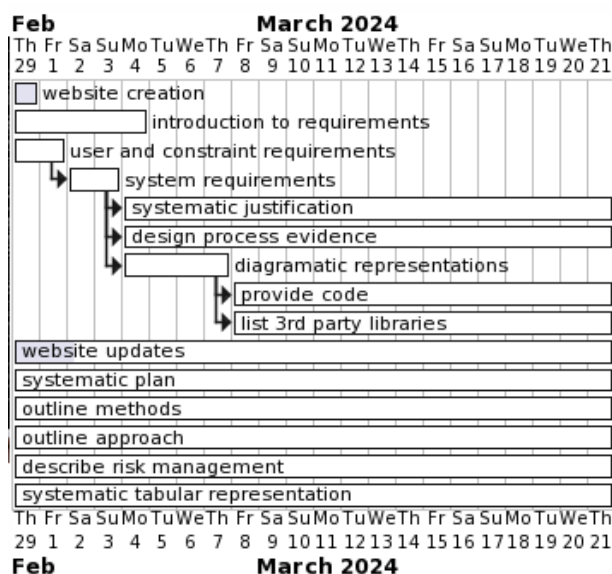 Feb March 2024
Th Fr Sa Su Mo Tu We Th Fr Sa Su Mo Tu We Th Fr Sa Su Mo Tu We Th
29 1 2 3 4 5 6 7 8 9 10 11 12 13 14 15 16 17 18 19 20 21
website creation
introduction to requirements
user and constraint requirements
system requirements
systematic justification
design process evidence
diagramatic representations
provide code
list 3rd party libraries
website updates
systematic plan
outline methods
outline approach
describe risk management
systematic tabular representation
Th Fr Sa Su Mo Tu We Th Fr Sa Su Mo Tu We Th Fr Sa Su Mo Tu We Th
29 1 2 3 4 5 6 7 8 9 10 11 12 13 14 15 16 17 18 19 20 21
Feb March 2024